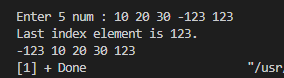 Enter 5 num : 10 20 30 -123 123
Last index element is 123.
-123 10 20 30 123
[1] + Done "/usr,